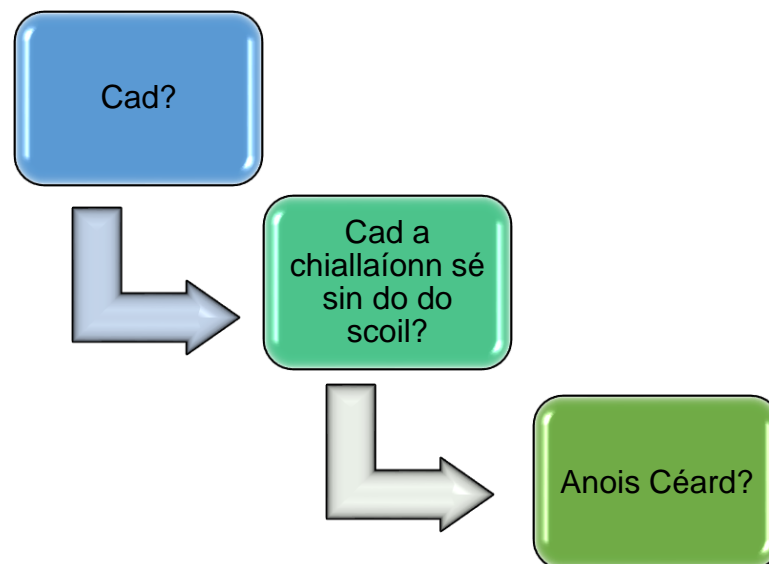 Cad?
Cad a
chiallaíonn sé
sin do do
scoil?
Anois Céard?